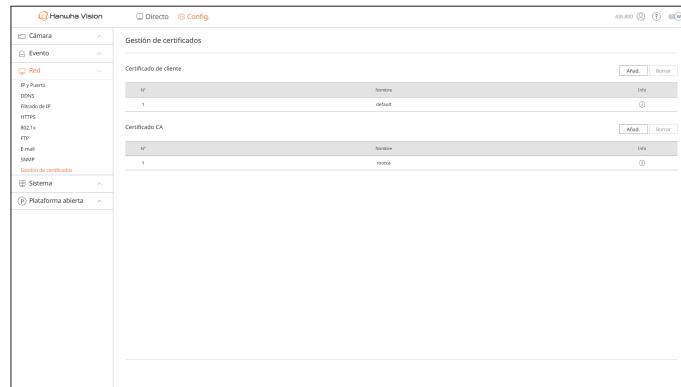 Hanwha Vision
Directo
Config.
Cámara
Evento
Red
IP y Puerto
DDNS
Filtrado de IP
HTTPS
802.1x
FTP
E-mail
SNMP
Gestión de certificados
Sistema
Plataforma abierta
Gestión de certificados
Certificado de cliente
Añad. Borrar
Nº Nombre Info
1 default
Certificado CA
Añad. Borrar
Nº Nombre Info
1 rootca